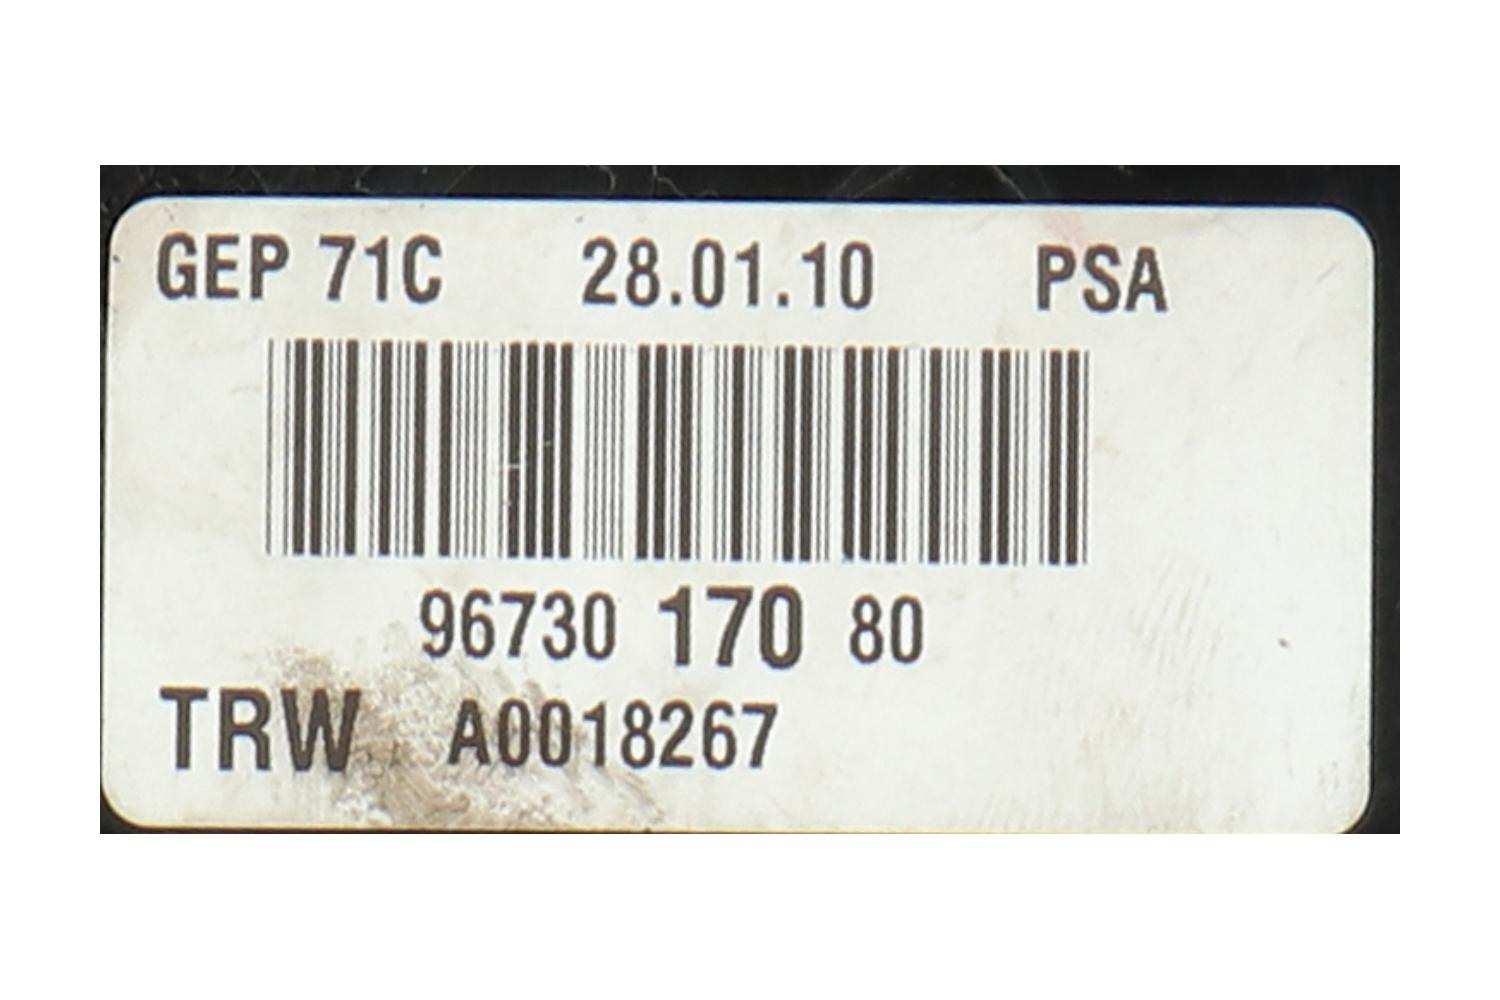 GEP 71C 28.01.10 PSA
96730 170 80
TRW A0018267